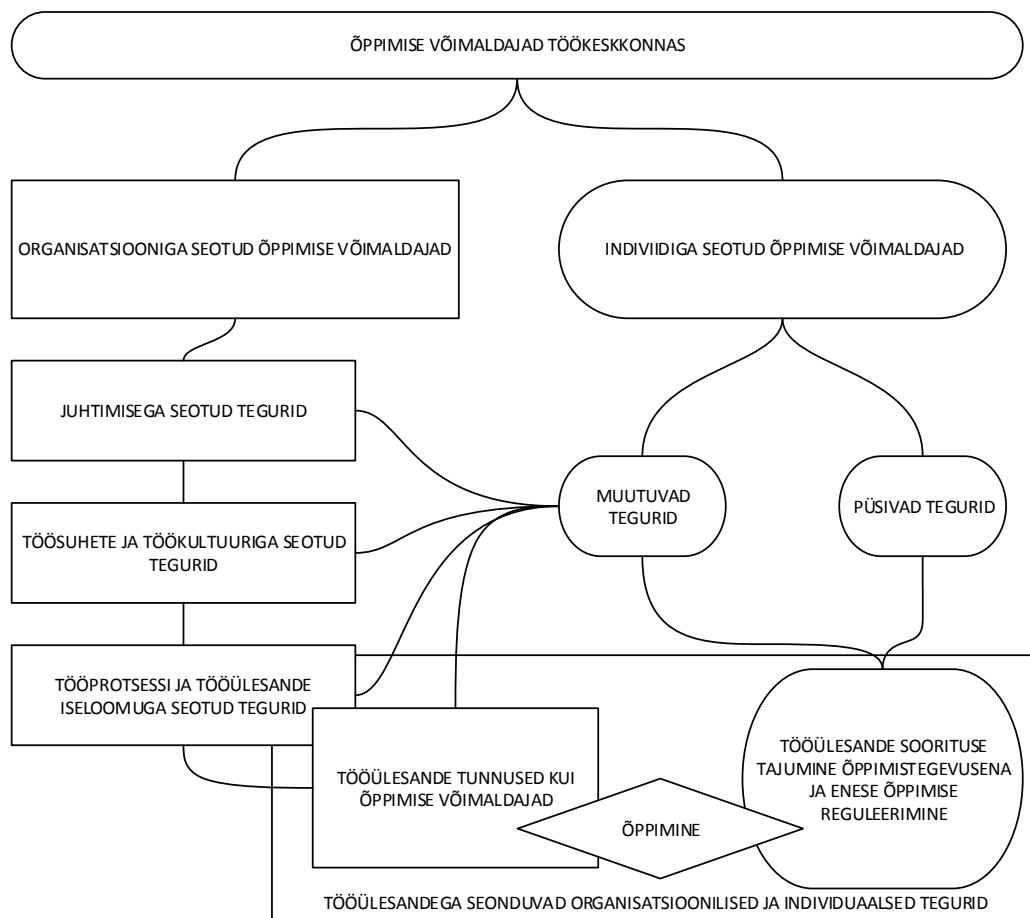 ÕPPIMISE VÕIMALDAJAD TÖÖKESKKONNAS
ORGANISATSIOONIGA SEOTUD ÕPPIMISE VÕIMALDAJAD
INDIVIIDIGA SEOTUD ÕPPIMISE VÕIMALDAJAD
JUHTIMISEGA SEOTUD TEGURID
MUUTUVAD
TEGURID
PÜSIVAD TEGURID
TÖÖSUHETE JA TÖÖKULTUURIGA SEOTUD
TEGURID
TÖÖPROTSESSI JA TÖÖÜLESANDE
ISELOOMUGA SEOTUD TEGURID
TÖÖÜLESANDE TUNNUSED KUI
ÕPPIMISE VÕIMALDAJAD
TÖÖÜLESANDE SOORITUSE
TAJUMINE ÕPPIMISTEGEVUSENA
JA ENESE ÕPPIMISE
REGULEERIMINE
ÕPPIMINE
TÖÖÜLESANDEGA SEONDUVAD ORGANISATSIOONILISED JA INDIVIDUAALSED TEGURID